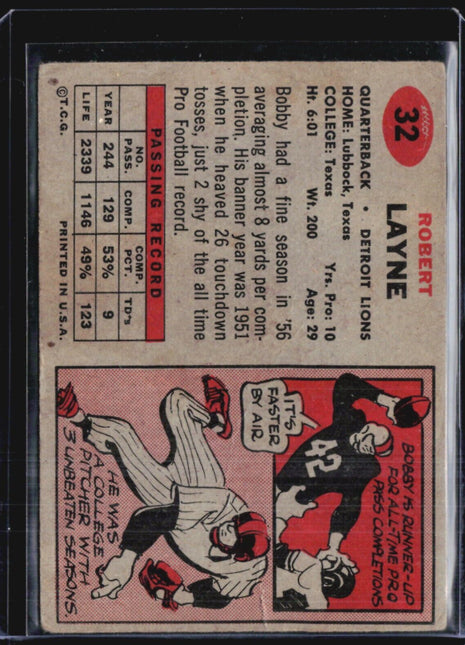 32
ROBERT
LAYNE
QUARTERBACK • DETROIT LIONS
HOME: Lubbock, Texas
COLLEGE: Texas Yrs. Pro: 10
Ht. 6:01 Wt. 200 Age: 29
Bobby had a fine season in '56
averaging almost 8 yards per com-
pletion. His banner year was 1951
when he heaved 26 touchdown
tosses, just 2 shy of the all time
Pro Football record.
PASSING RECORD
NO. PASS. COMP. COMP. PCT. TD's
YEAR 244 129 53% 9
LIFE 2339 1146 49% 123
©T.C.G. PRINTED IN U.S.A.
BOBBY IS RUNNER-UP
FOR ALL-TIME PRO
PASS COMPLETIONS
IT'S
FASTER
BY AIR
42
HE WAS
A COLLEGE
PITCHER WITH
3 UNBEATEN SEASONS.